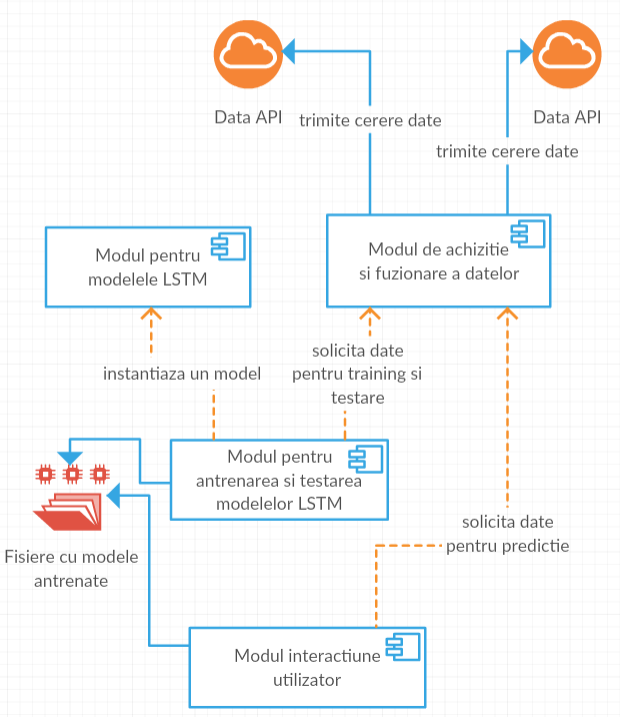 Data API
Data API
trimite cerere date
trimite cerere date
Modul pentru
modelele LSTM
Modul de achizitie
si fuzionare a datelor
instantiaza un model
solicita date
pentru training si
testare
Modul pentru
antrenarea si testarea
modelelor LSTM
Fisiere cu modele
antrenate
solicita date
pentru predictie
Modul interactiune
utilizator